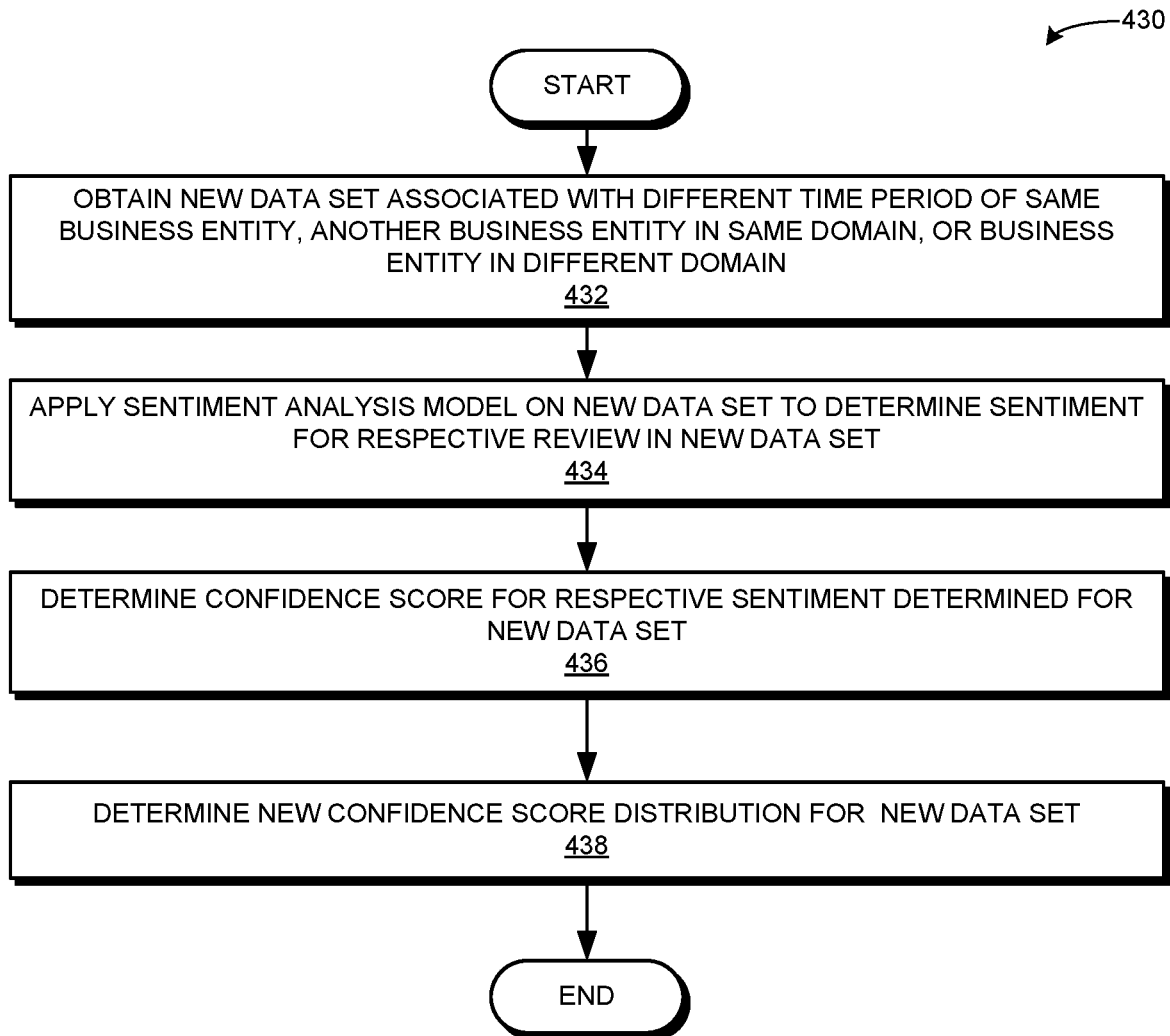 430
START
OBTAIN NEW DATA SET ASSOCIATED WITH DIFFERENT TIME PERIOD OF SAME
BUSINESS ENTITY, ANOTHER BUSINESS ENTITY IN SAME DOMAIN, OR BUSINESS
ENTITY IN DIFFERENT DOMAIN
432
APPLY SENTIMENT ANALYSIS MODEL ON NEW DATA SET TO DETERMINE SENTIMENT
FOR RESPECTIVE REVIEW IN NEW DATA SET
434
DETERMINE CONFIDENCE SCORE FOR RESPECTIVE SENTIMENT DETERMINED FOR
NEW DATA SET
436
DETERMINE NEW CONFIDENCE SCORE DISTRIBUTION FOR NEW DATA SET
438
END